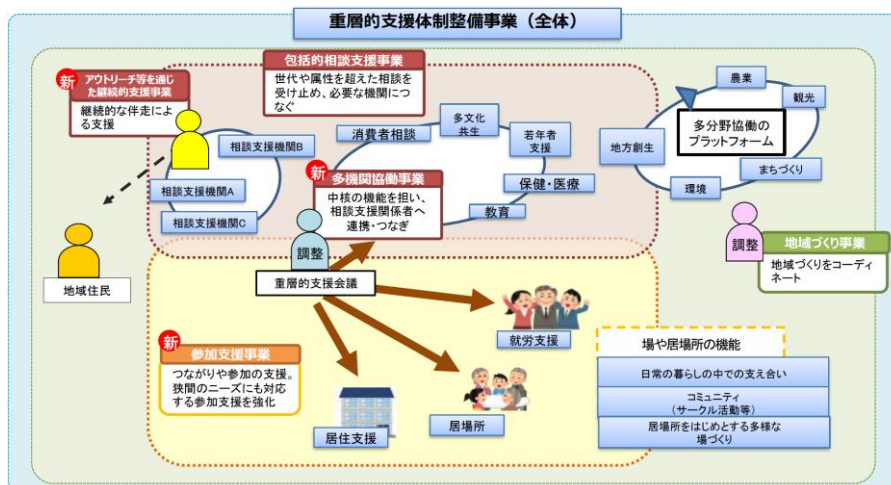 重層的支援体制整備事業（全体）
新
アウトリーチ等を通じ
た継続的支援事業
継続的な伴走によ
る支援
包括的相談支援事業
世代や属性を超えた相談を
受け止め、必要な機関につ
なぐ
相談支援機関B
相談支援機関A
相談支援機関C
消費者相談
多文化
共生
若年者
支援
保健・医療
教育
新
多機関協働事業
中核の機能を担い、
相談支援関係者へ
連携・つなぎ
農業
観光
多分野協働の
プラットフォーム
地方創生
まちづくり
環境
調整
地域づくり事業
地域づくりをコーディ
ネート
地域住民
調整
重層的支援会議
新
参加支援事業
つながりや参加の支援。
狭間のニーズにも対応
する参加支援を強化
就労支援
居場所
居住支援
場や居場所の機能
日常の暮らしの中での支え合い
コミュニティ
（サークル活動等）
居場所をはじめとする多様な
場づくり